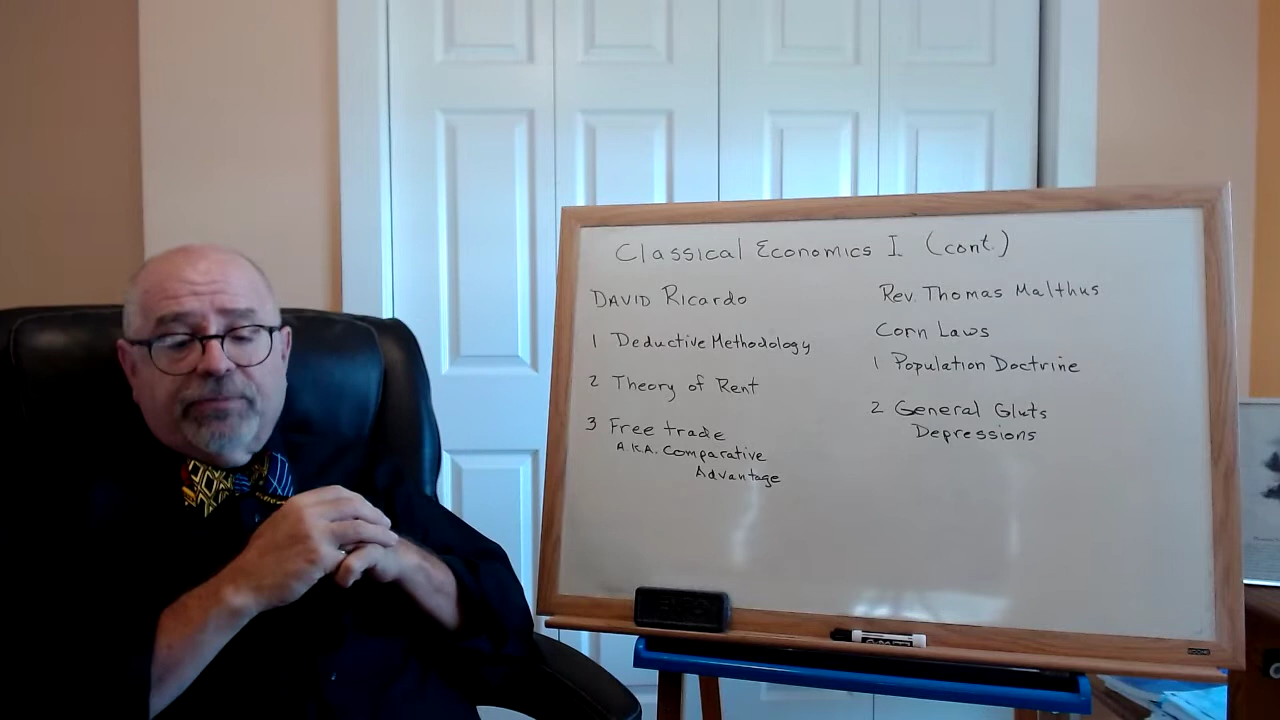 Classical Economics I. (cont.)
David Ricardo
1 Deductive Methodology
2 Theory of Rent
3 Free trade
A.K.A. Comparative
Advantage
Rev. Thomas Malthus
Corn Laws
1 Population Doctrine
2 General Gluts
Depressions